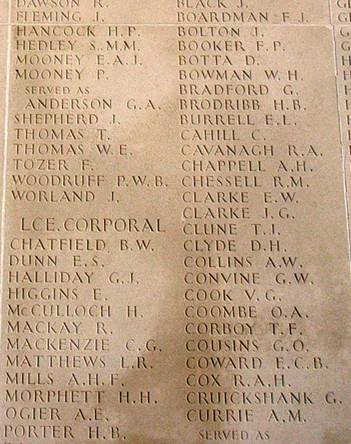 DAWSON R.
FLEMING J.
HANCOCK H.P.
HEDLEY S.M.M.
MOONEY E.A.J.
MOONEY P.
SERVED AS
ANDERSON G.A.
SHEPHERD J.
THOMAS T.
THOMAS W.E.
TOZER F.
WOODRUFF P.W.B.
WORLAND J.
LCE. CORPORAL
CHATFIELD B.W.
DUNN E.S.
HALLIDAY G.J.
HIGGINS E.
McCULLOCH H.
MACKAY R.
MACKENZIE C.G.
MATTHEWS L.R.
MILLS A.H.F.
MORPHETT H.H.
OGIER A.E.
PORTER H.B.
BLACK J.
BOARDMAN F.J.
BOLTON J.
BOOKER F.P.
BOTTA D.
BOWMAN W.H.
BRADFORD G.
BRODRIBB H.B.
BURRELL E.L.
CAHILL C.
CAVANAGH R.A.
CHAPPELL A.H.
CHESSELL R.M.
CLARKE E.W.
CLARKE J.G.
CLUNE T.J.
CLYDE D.H.
COLLINS A.W.
CONVINE G.W.
COOK V.G.
COOMBE O.A.
CORBOY T.F.
COUSINS G.O.
COWARD E.C.B.
COX R.A.H.
CRUICKSHANK G.
CURRIE A.M.
SERVED AS